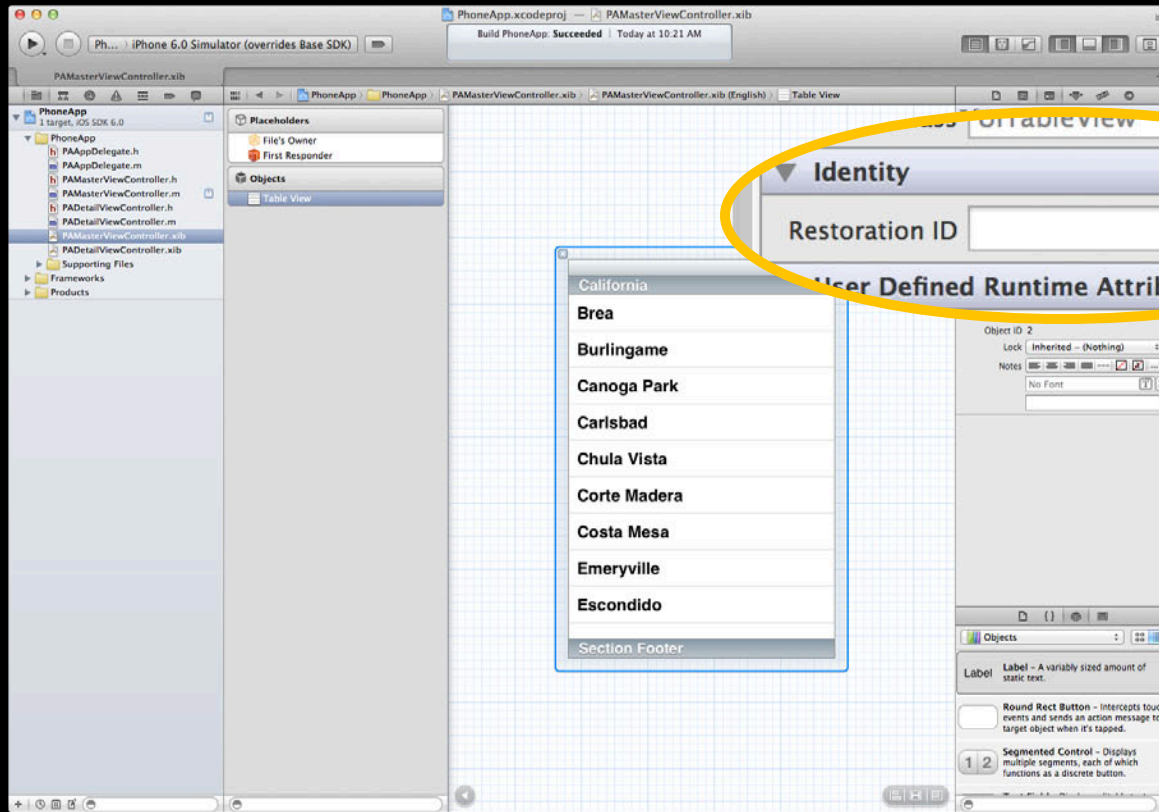 PhoneApp.xcodeproj — PAMasterViewController.xib
Build PhoneApp: Succeeded | Today at 10:21 AM
Ph... iPhone 6.0 Simulator (overrides Base SDK)
PAMasterViewController.xib
PhoneApp PhoneApp PAMasterViewController.xib PAMasterViewController.xib (English) Table View
PhoneApp
1 target, iOS SDK 6.0
PhoneApp
PAAppDelegate.h
PAAppDelegate.m
PAMasterViewController.h
PAMasterViewController.m
PADetailViewController.h
PADetailViewController.m
PAMasterViewController.xib
PADetailViewController.xib
Supporting Files
Frameworks
Products
Placeholders
File's Owner
First Responder
Objects
Table View
California
Brea
Burlingame
Canoga Park
Carlsbad
Chula Vista
Corte Madera
Costa Mesa
Emeryville
Escondido
Section Footer
UITableView
Identity
Restoration ID
User Defined Runtime Attri
Object ID 2
Lock Inherited – (Nothing)
Notes
No Font
Objects
Label Label – A variably sized amount of
static text.
Round Rect Button – Intercepts touc
events and sends an action message to
target object when it's tapped.
1 2 Segmented Control – Displays
multiple segments, each of which
functions as a discrete button.